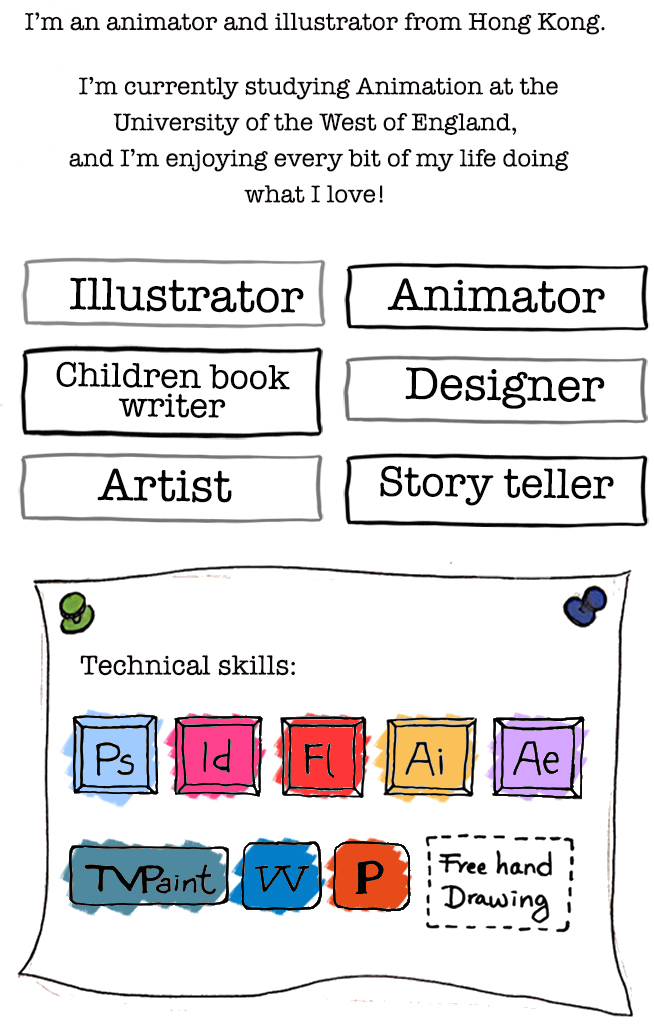 I'm an animator and illustrator from Hong Kong.
I'm currently studying Animation at the
University of the West of England,
and I'm enjoying every bit of my life doing
what I love!
Illustrator
Animator
Children book
writer
Designer
Artist
Story teller
Technical skills:
Ps
Id
Fl
Ai
Ae
TVPaint
W
P
Free hand
Drawing